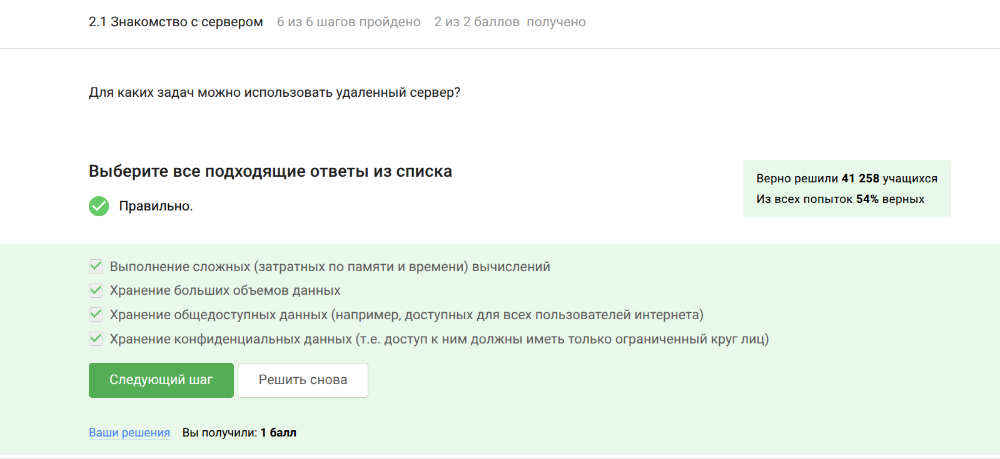 2.1 Знакомство с сервером 6 из 6 шагов пройдено 2 из 2 баллов получено
Для каких задач можно использовать удаленный сервер?
Выберите все подходящие ответы из списка
Правильно.
Верно решили 41 258 учащихся
Из всех попыток 54% верных
Выполнение сложных (затратных по памяти и времени) вычислений
Хранение больших объемов данных
Хранение общедоступных данных (например, доступных для всех пользователей интернета)
Хранение конфиденциальных данных (т.е. доступ к ним должны иметь только ограниченный круг лиц)
Следующий шаг Решить снова
Ваши решения Вы получили: 1 балл